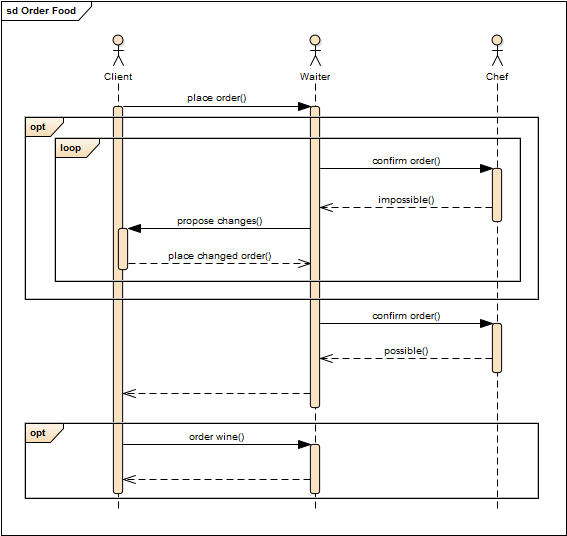 sd Order Food
Client
Waiter
Chef
place order()
opt
loop
confirm order()
impossible()
propose changes()
place changed order()
confirm order()
possible()
opt
order wine()